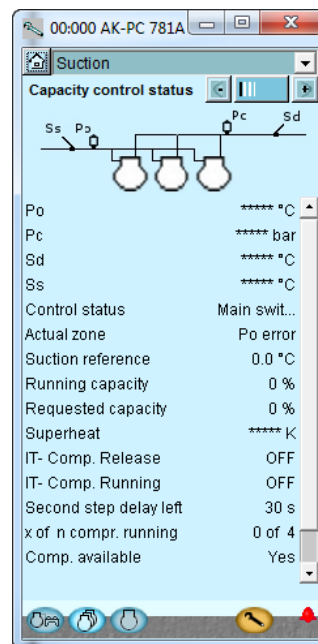 00:000 AK-PC 781A
Suction
Capacity control status
Pc Sd
Ss Po
Po ***** °C
Pc ***** bar
Sd ***** °C
Ss ***** °C
Control status Main swit...
Actual zone Po error
Suction reference 0.0 °C
Running capacity 0 %
Requested capacity 0 %
Superheat ***** K
IT- Comp. Release OFF
IT- Comp. Running OFF
Second step delay left 30 s
x of n compr. running 0 of 4
Comp. available Yes